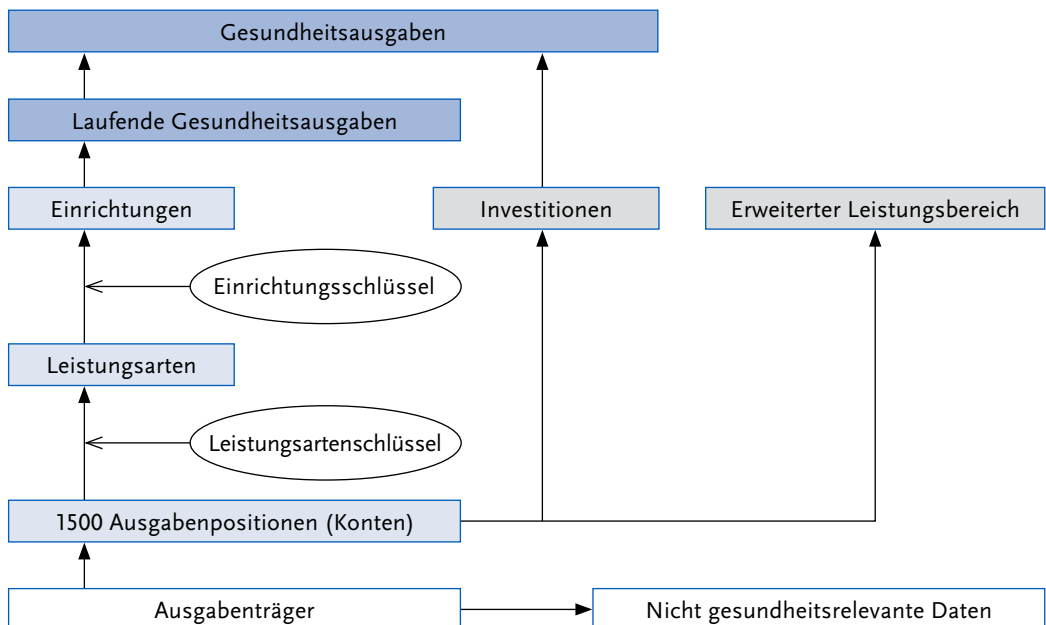 Gesundheitsausgaben
Laufende Gesundheitsausgaben
Einrichtungen
Investitionen
Erweiterter Leistungsbereich
Einrichtungsschlüssel
Leistungsarten
Leistungsartenschlüssel
1500 Ausgabenpositionen (Konten)
Ausgabenträger
Nicht gesundheitsrelevante Daten